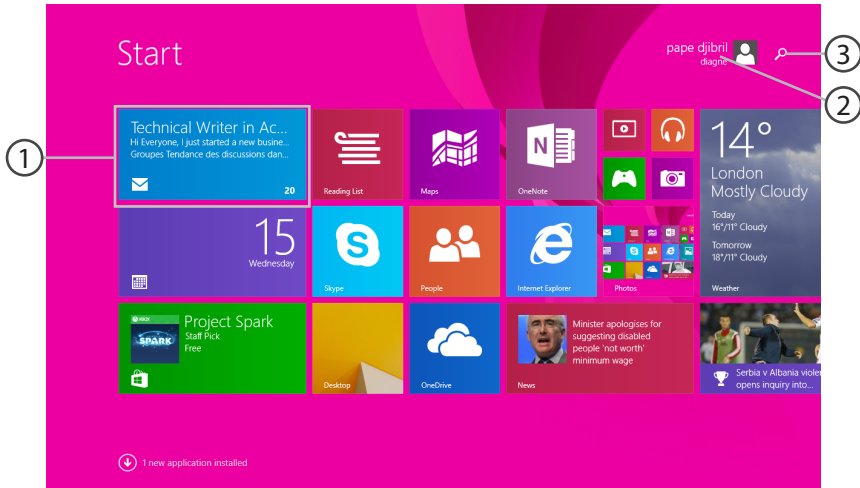 Start
pape djibril
diagne
3
2
1
Technical Writer in Ac...
Hi Everyone, I just started a new busine...
Groupes Tendance des discussions dan...
20
Reading List
Maps
N
OneNote
14°
London
Mostly Cloudy
Today
16°/11° Cloudy
Tomorrow
18°/11° Cloudy
Weather
15
Wednesday
S
Skype
People
Internet Explorer
Photos
XBOX
SPARK
Project Spark
Staff Pick
Free
Desktop
OneDrive
Minister apologises for
suggesting disabled
people 'not worth'
minimum wage
News
Serbia v Albania
opens inquiry into...
1 new application installed